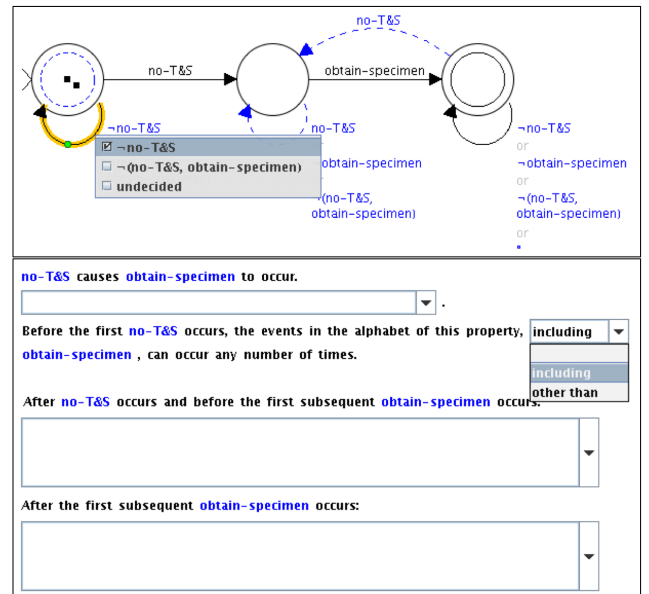 no-T&S
no-T&S
obtain-specimen
¬no-T&S
no-T&S
¬no-T&S
or
¬no-T&S
¬(no-T&S, obtain-specimen)
undecided
obtain-specimen
¬obtain-specimen
or
¬(no-T&S,
obtain-specimen)
¬(no-T&S,
obtain-specimen)
or
no-T&S causes obtain-specimen to occur.
.
Before the first no-T&S occurs, the events in the alphabet of this property, including
obtain-specimen , can occur any number of times.
including
other than
After no-T&S occurs and before the first subsequent obtain-specimen occurs:
After the first subsequent obtain-specimen occurs: